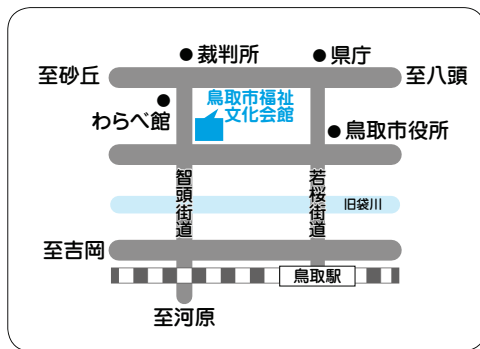 裁判所
県庁
至砂丘
至八頭
鳥取市福祉
文化会館
わらべ館
鳥取市役所
智頭街道
若桜街道
旧袋川
至吉岡
鳥取駅
至河原